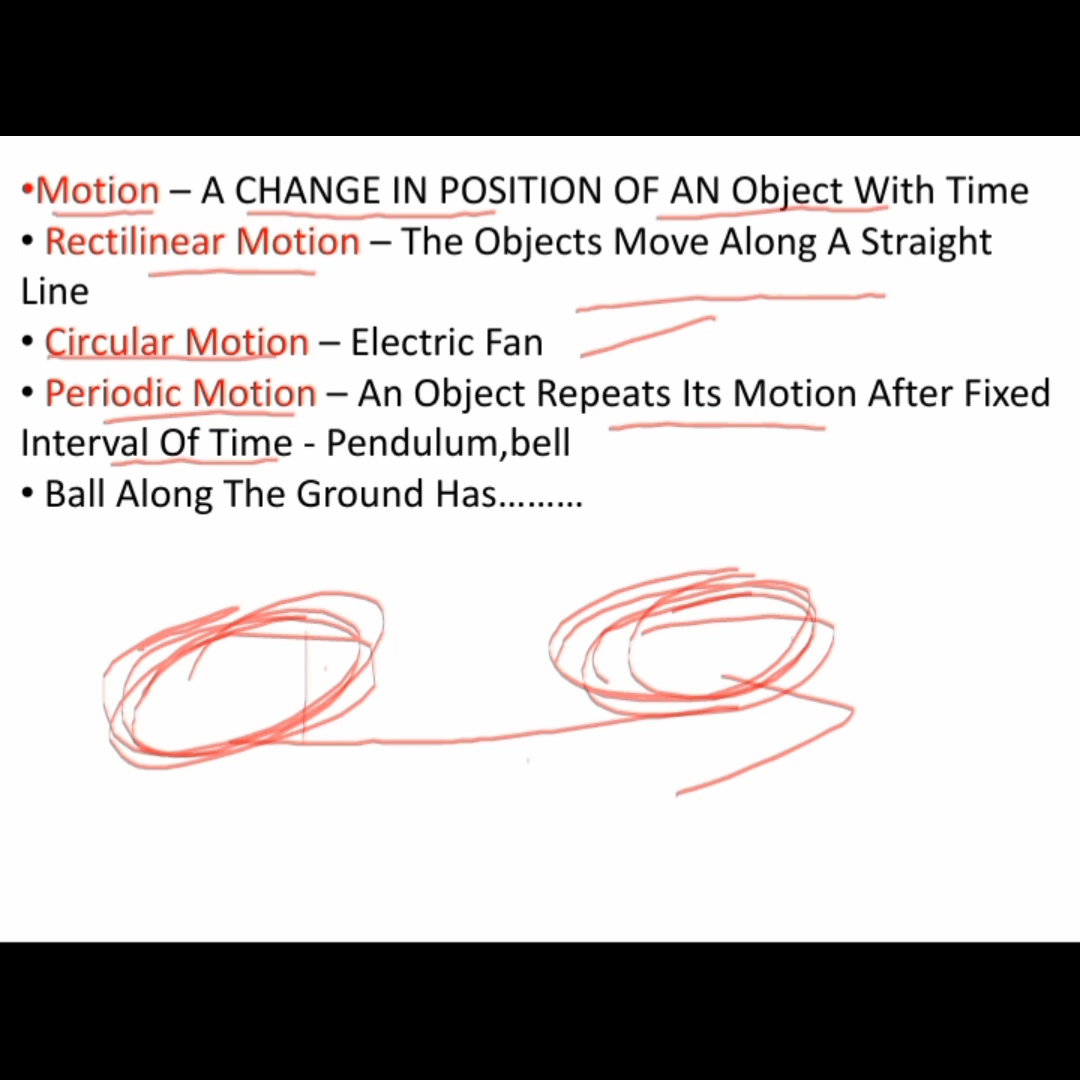 •Motion – A CHANGE IN POSITION OF AN Object With Time
• Rectilinear Motion – The Objects Move Along A Straight
Line
• Circular Motion – Electric Fan
• Periodic Motion – An Object Repeats Its Motion After Fixed
Interval Of Time - Pendulum,bell
• Ball Along The Ground Has.........